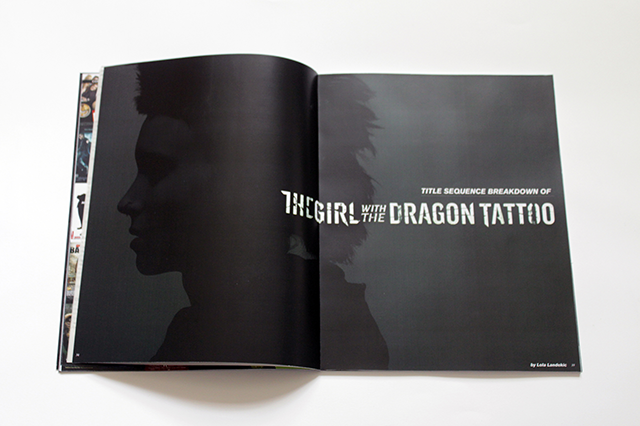 TITLE SEQUENCE BREAKDOWN OF
THE GIRL WITH THE DRAGON TATTOO
by Lola Landekic